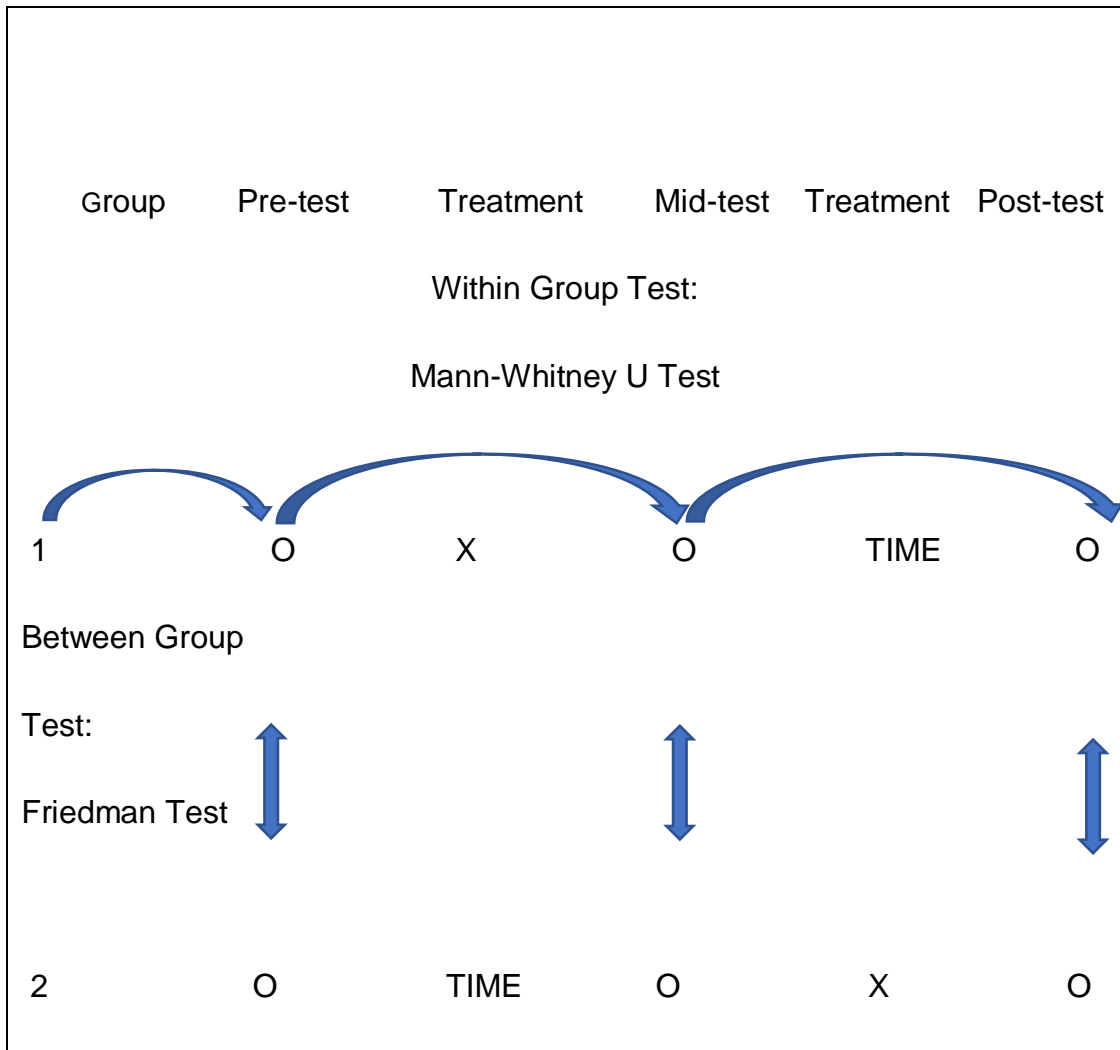 Group Pre-test Treatment Mid-test Treatment Post-test
Within Group Test:
Mann-Whitney U Test
1 O X O TIME O
Between Group
Test:
Friedman Test
2 O TIME O X O